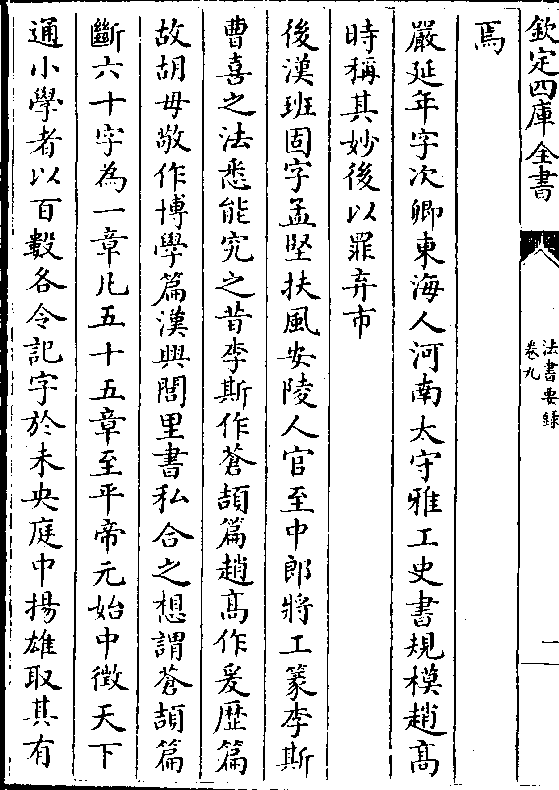 欽定四庫全書
法書要錄
卷九
一
焉
嚴延年字次卿東海人河南太守雅工史書規模趙髙
時稱其妙後以罪弃市
後漢班固字孟堅扶風安陵人官至中郎將工篆李斯
曹喜之法悉能究之昔李斯作蒼頡篇趙髙作爰歴篇
故胡毋敬作博學篇漢興閭里書私合之想謂蒼頡篇
斷六十字為一章凡五十五章至平帝元始中徴天下
通小學者以百數各令記字於未央庭中揚雄取其有